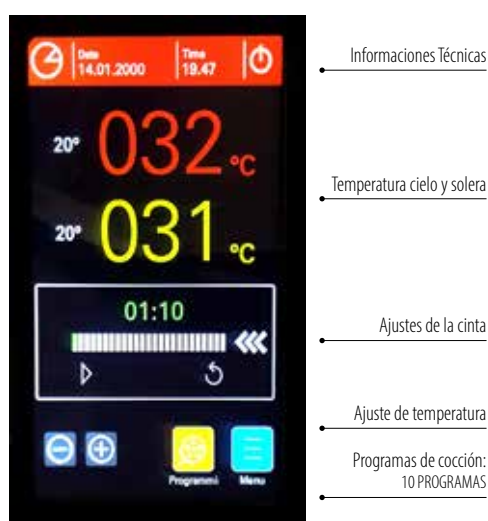 Date
14.01.2000
Time
19.47
Informaciones Técnicas
20°
032 °C
Temperatura cielo y solera
20°
031 °C
01:10
Ajustes de la cinta
Ajuste de temperatura
Programas de cocción:
10 PROGRAMAS
Programmi
Menu